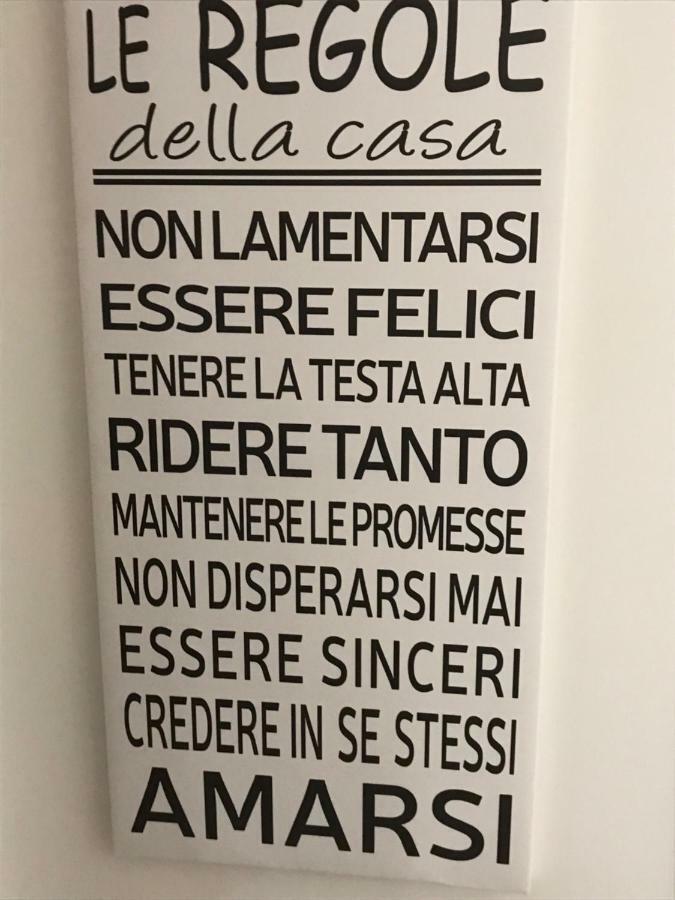 LE REGOLE
della casa
NON LAMENTARSI
ESSERE FELICI
TENERE LA TESTA ALTA
RIDERE TANTO
MANTENERE LE PROMESSE
NON DISPERARSI MAI
ESSERE SINCERI
CREDERE IN SE STESSI
AMARSI